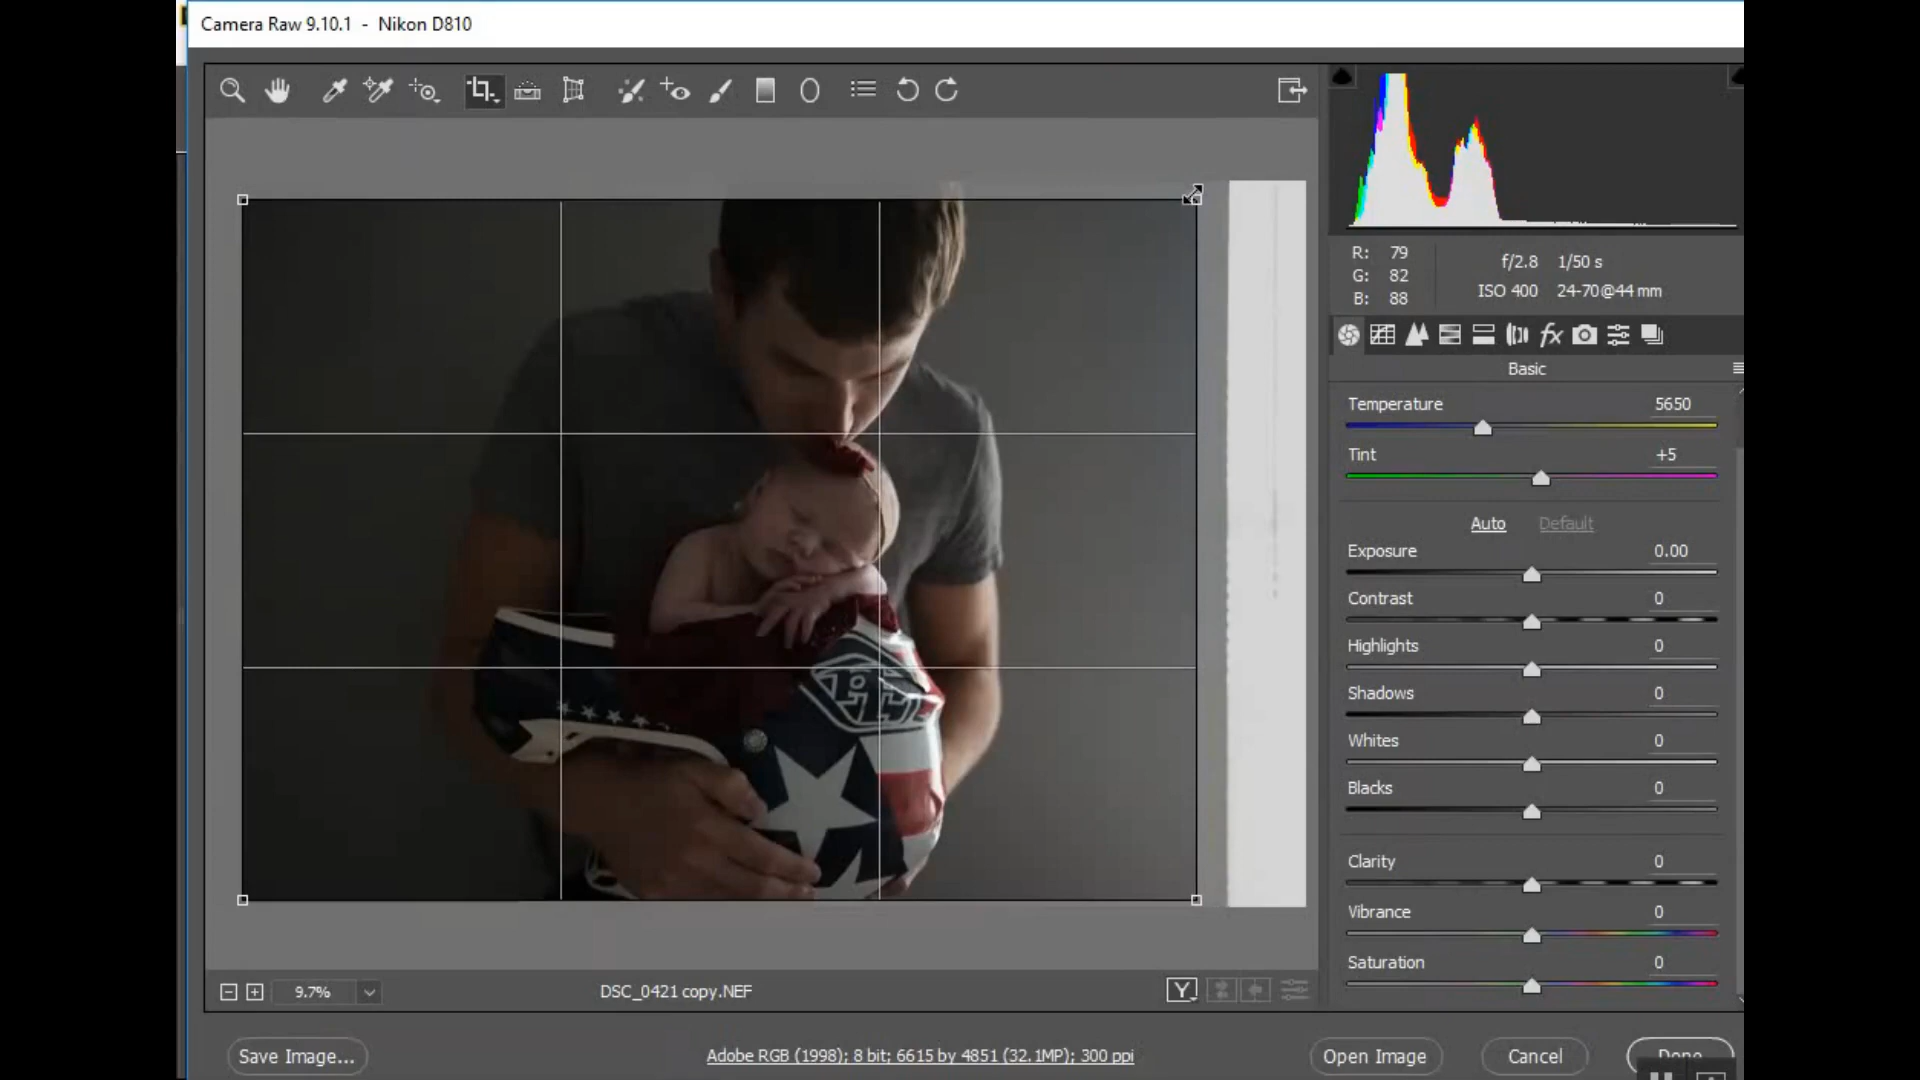 Camera Raw 9.10.1 - Nikon D810
R: 79
G: 82
B: 88
f/2.8 1/50 s
ISO 400 24-70@44 mm
Basic
Temperature 5650
Tint +5
Auto Default
Exposure 0.00
Contrast 0
Highlights 0
Shadows 0
Whites 0
Blacks 0
Clarity 0
Vibrance 0
Saturation 0
9.7% DSC_0421 copy.NEF Y
Save Image... Adobe RGB (1998); 8 bit; 6615 by 4851 (32.1MP); 300 ppi Open Image Cancel Done